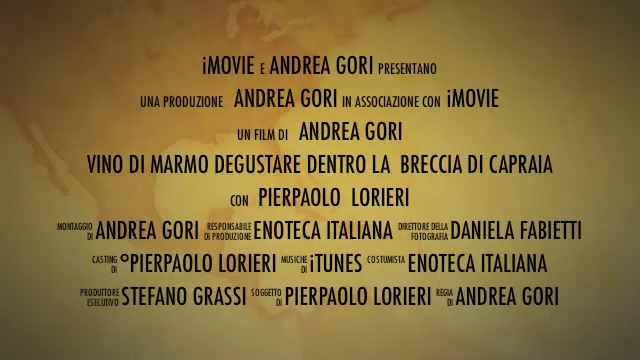 iMOVIE E ANDREA GORI PRESENTANO
UNA PRODUZIONE ANDREA GORI IN ASSOCIAZIONE CON iMOVIE
UN FILM DI ANDREA GORI
VINO DI MARMO DEGUSTARE DENTRO LA BRECCIA DI CAPRAIA
CON PIERPAOLO LORIERI
MONTAGGIO DI ANDREA GORI RESPONSABILE DI PRODUZIONE ENOTECA ITALIANA DIRETTORE DELLA FOTOGRAFIA DANIELA FABIETTI
CASTING DI °PIERPAOLO LORIERI MUSICHE DI iTUNES COSTUMISTA ENOTECA ITALIANA
PRODUTTORE ESECUTIVO STEFANO GRASSI SOGGETTO DI PIERPAOLO LORIERI REGIA DI ANDREA GORI